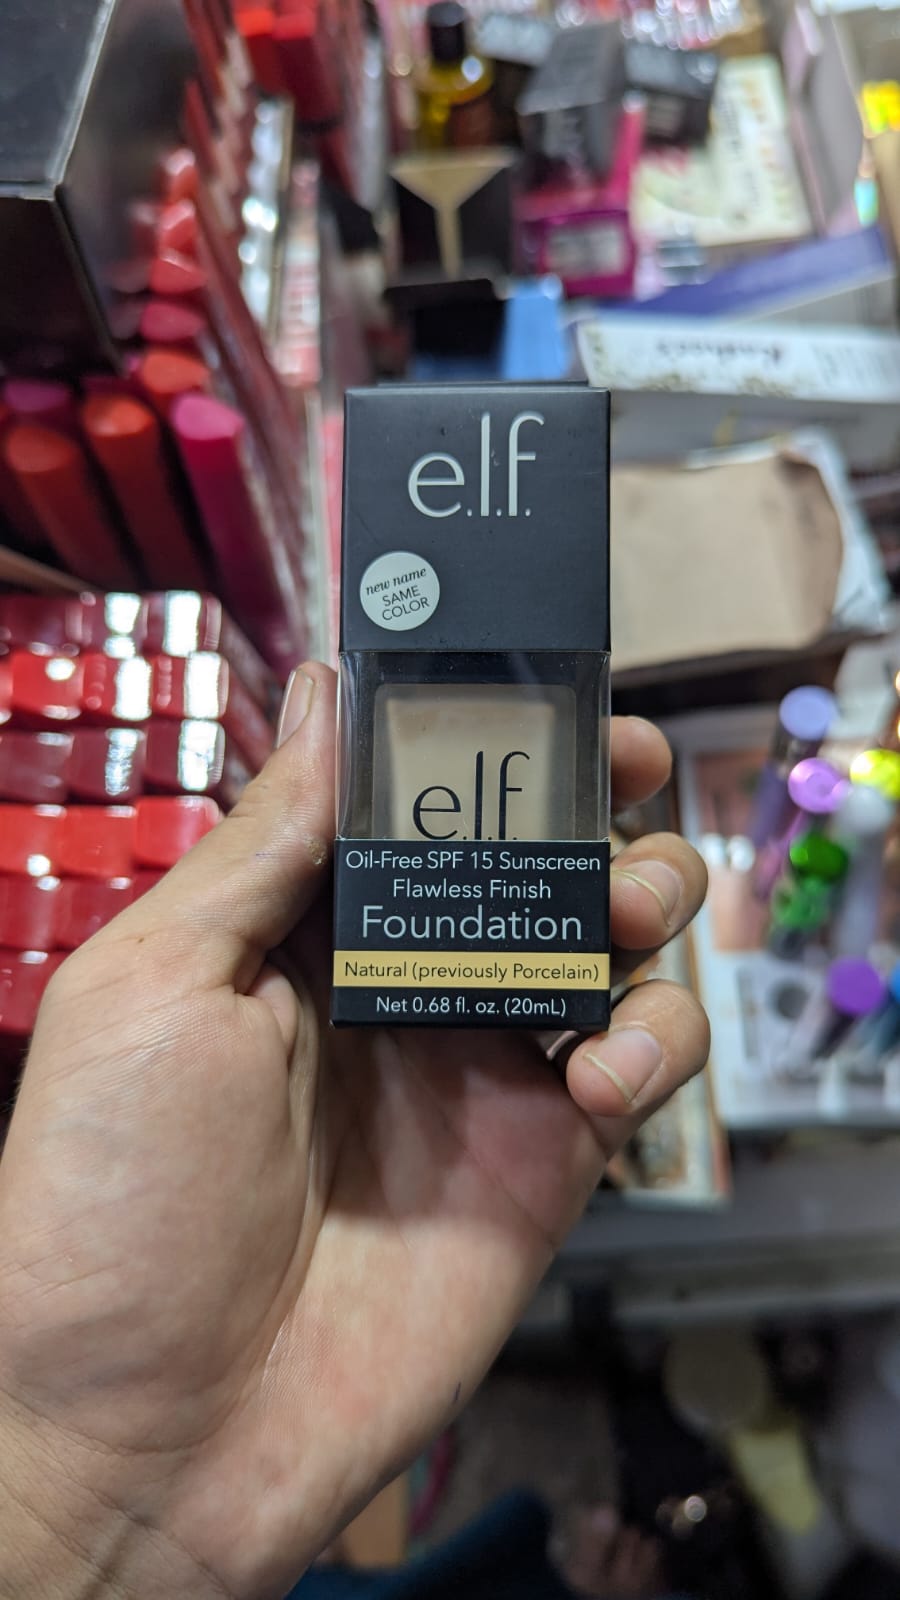 e.l.f.
new name
SAME
COLOR
e.l.f.
Oil-Free SPF 15 Sunscreen
Flawless Finish
Foundation
Natural (previously Porcelain)
Net 0.68 fl. oz. (20mL)